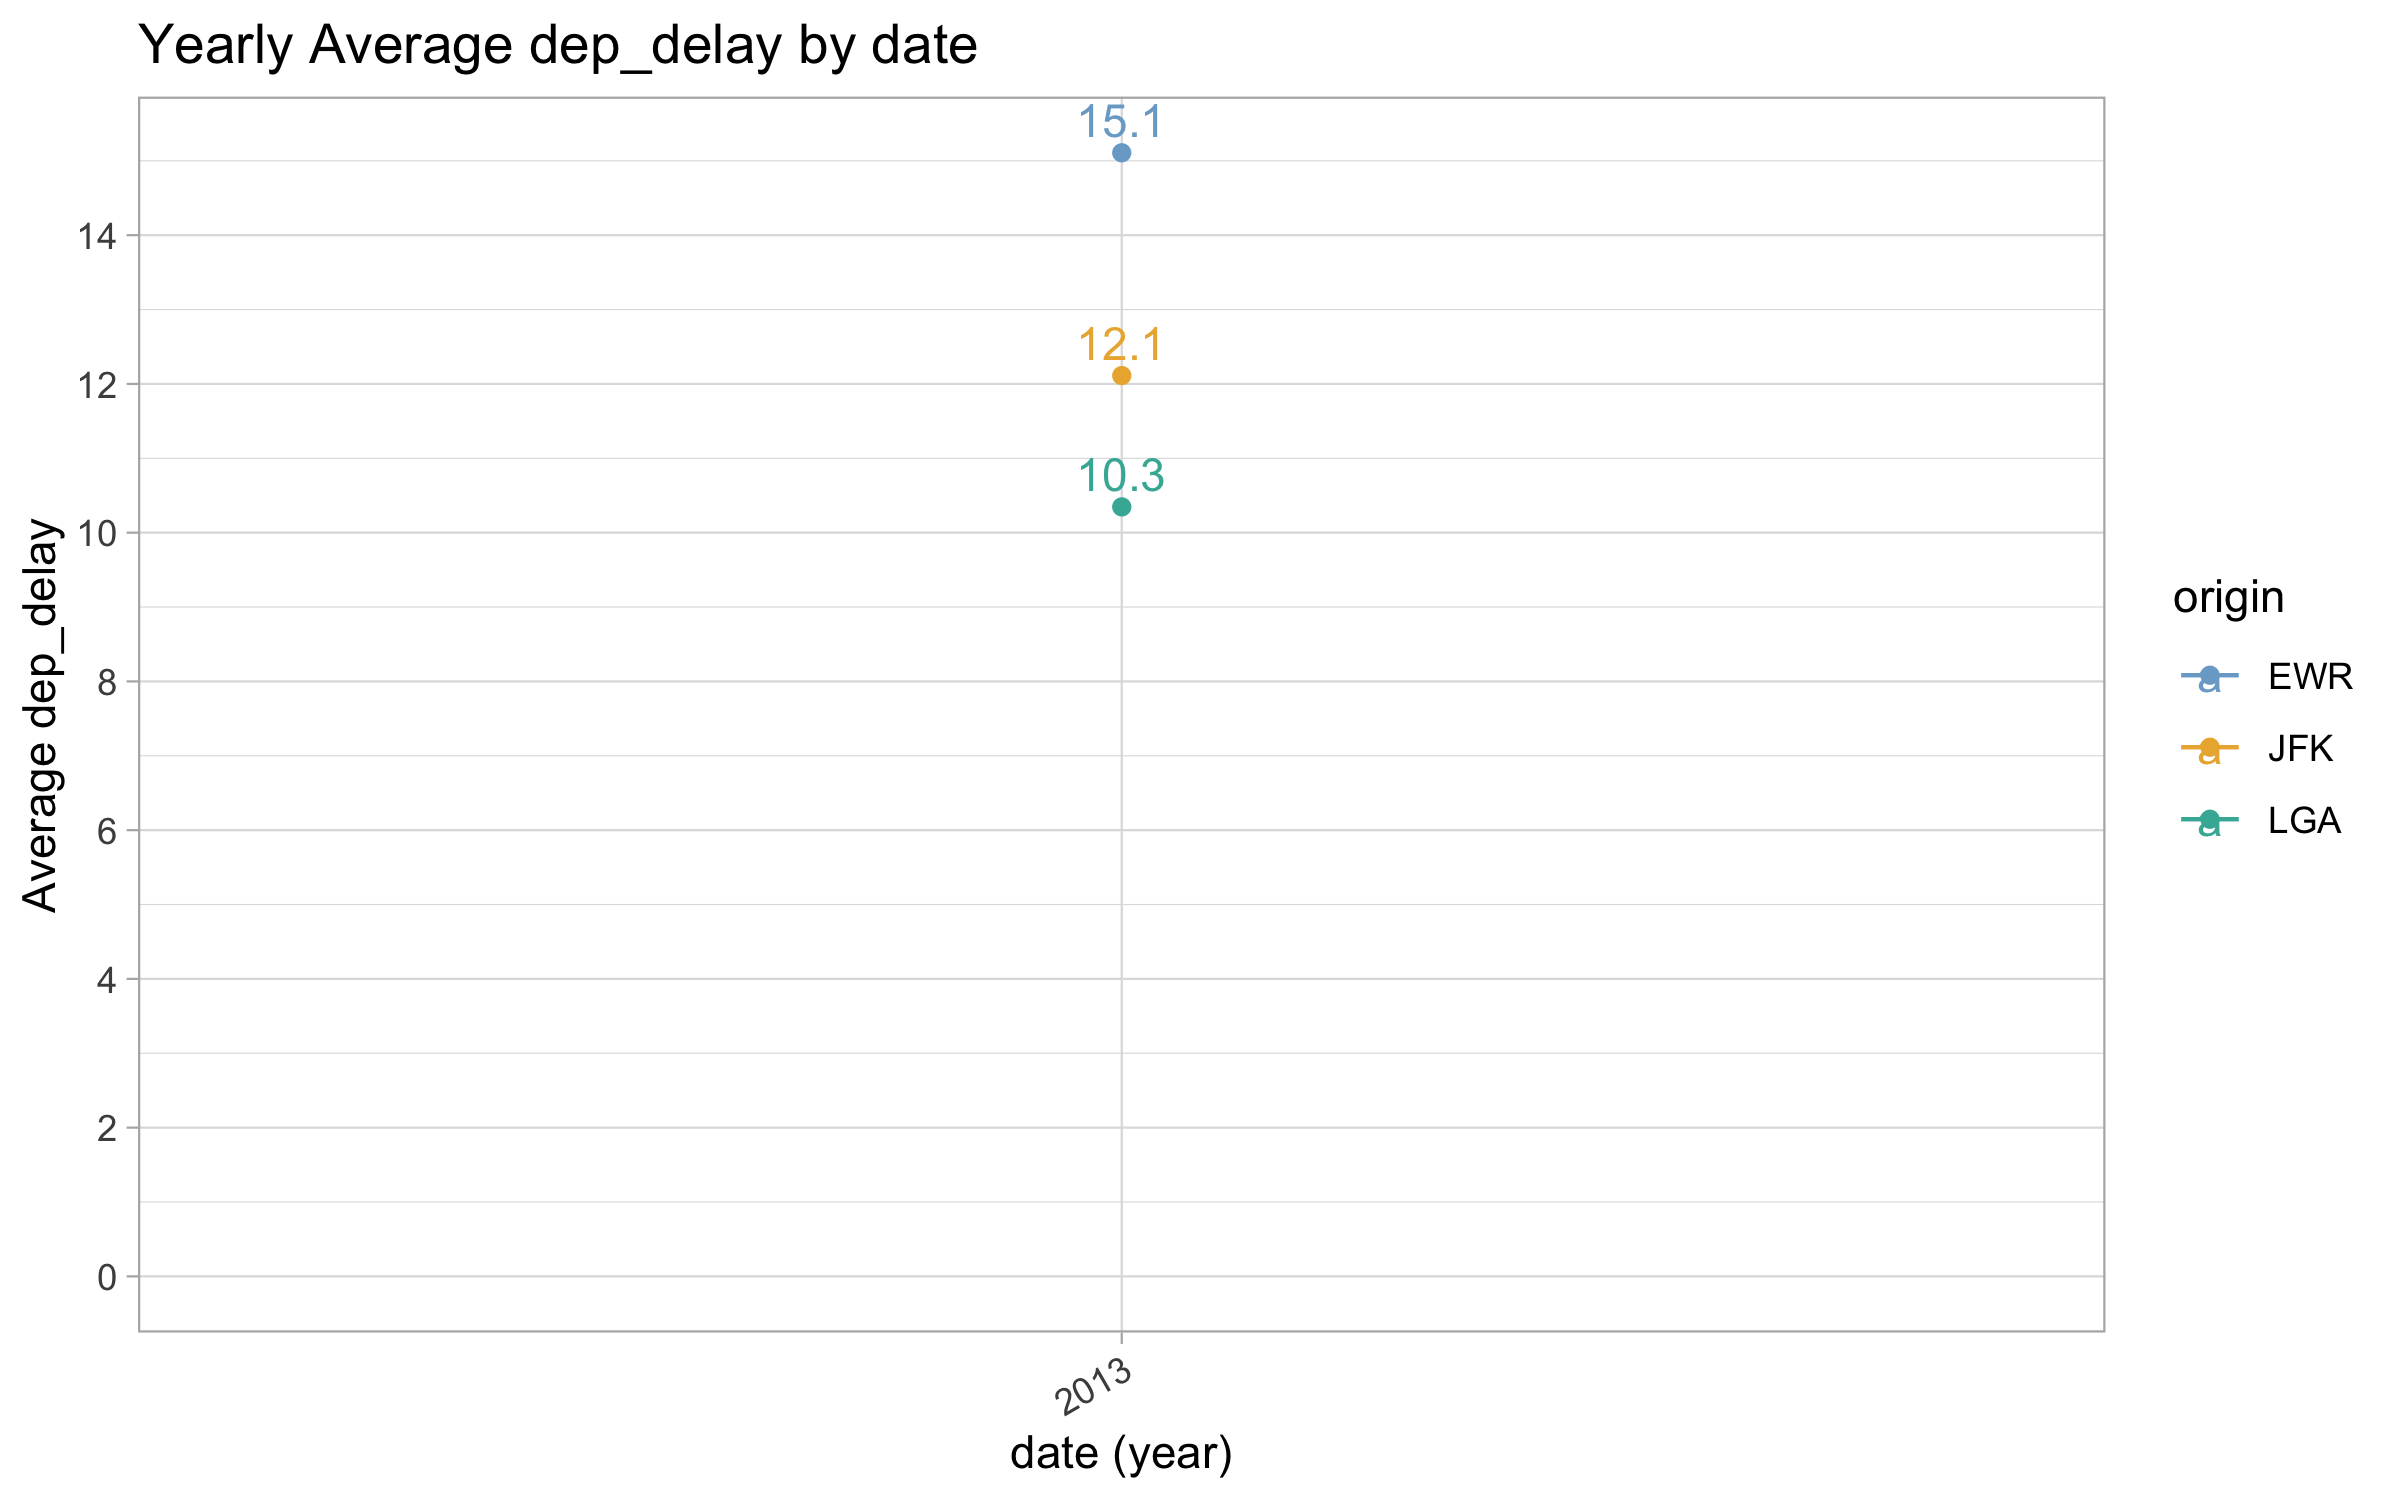 Yearly Average dep_delay by date
15.1
12.1
10.3
14
12
10
8
6
4
2
0
Average dep_delay
2013
date (year)
origin
a EWR
a JFK
a LGA